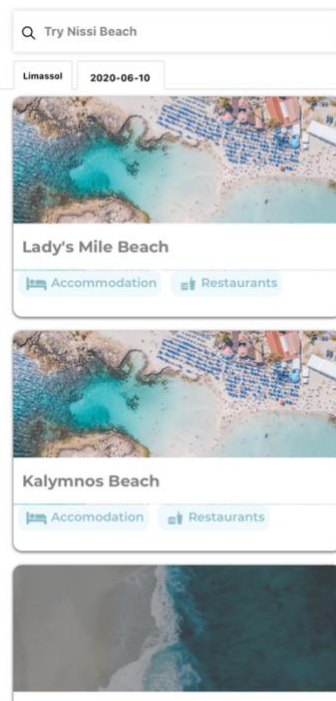 Try Nissi Beach
Limassol
2020-06-10
Lady's Mile Beach
Accommodation Restaurants
Kalymnos Beach
Accomodation Restaurants